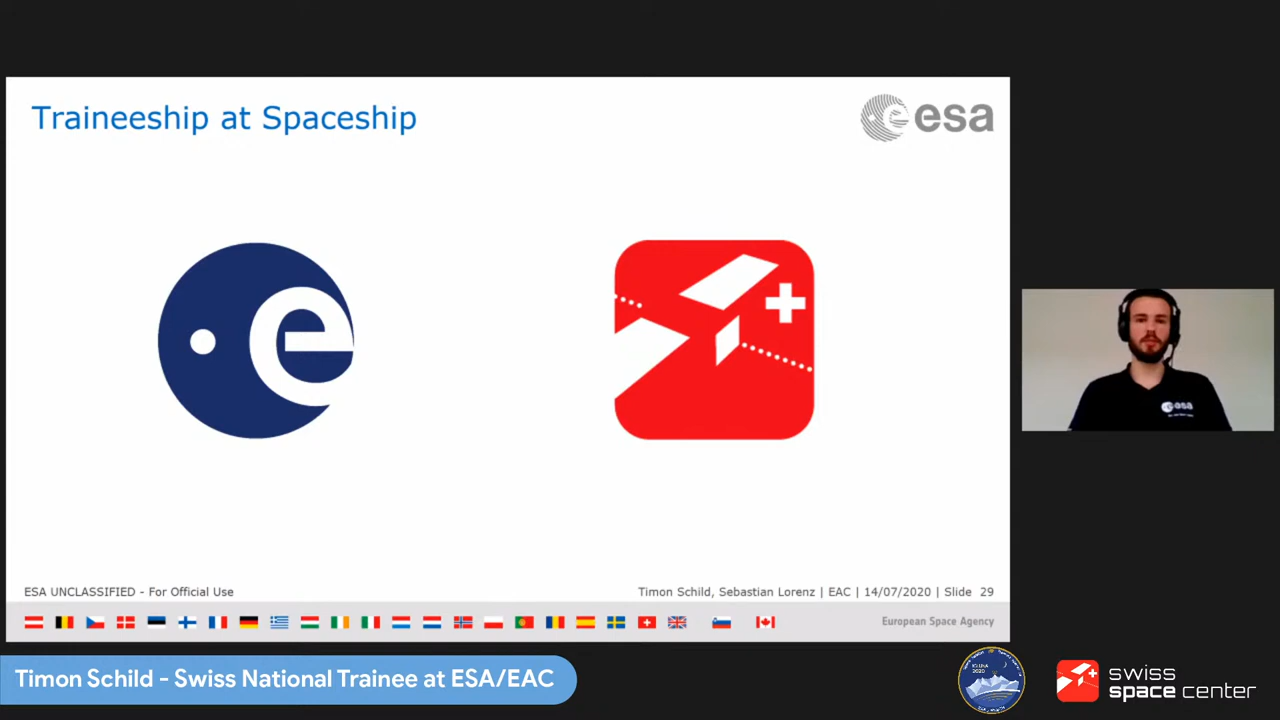 Traineeship at Spaceship
esa
e
esa
ESA UNCLASSIFIED - For Official Use
Timon Schild, Sebastian Lorenz | EAC | 14/07/2020 | Slide 29
European Space Agency
Timon Schild - Swiss National Trainee at ESA/EAC
swiss
space center